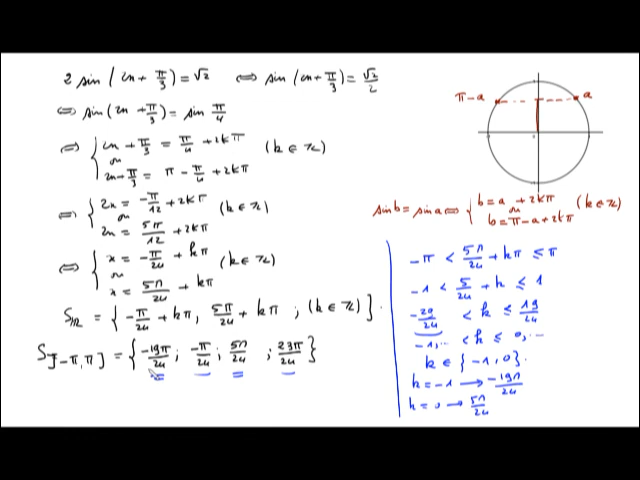 2 sin(2x + π/3) = √2 ⟺ sin(2x + π/3) = √2/2
⟺ sin(2x + π/3) = sin π/4
⟺ { 2x + π/3 = π/4 + 2kπ
ou (k ∈ ℤ)
2x + π/3 = π - π/4 + 2kπ
⟺ { 2x = -π/12 + 2kπ
ou (k ∈ ℤ)
2x = 5π/12 + 2kπ
⟺ { x = -π/24 + kπ
ou (k ∈ ℤ)
x = 5π/24 + kπ
Sℝ = { -π/24 + kπ, 5π/24 + kπ ; (k ∈ ℤ) }.
S]-π,π] = { -19π/24 ; -π/24 ; 5π/24 ; 23π/24 }
π-a a
sin b = sin a ⟺ { b = a + 2kπ
ou (k ∈ ℤ)
b = π - a + 2kπ
-π < 5π/24 + kπ ≤ π
-1 < 5/24 + k ≤ 1
-29/24 < k ≤ 19/24
-1,... < k ≤ 0,...
k ∈ {-1, 0}.
k = -1 → -19π/24
k = 0 → 5π/24